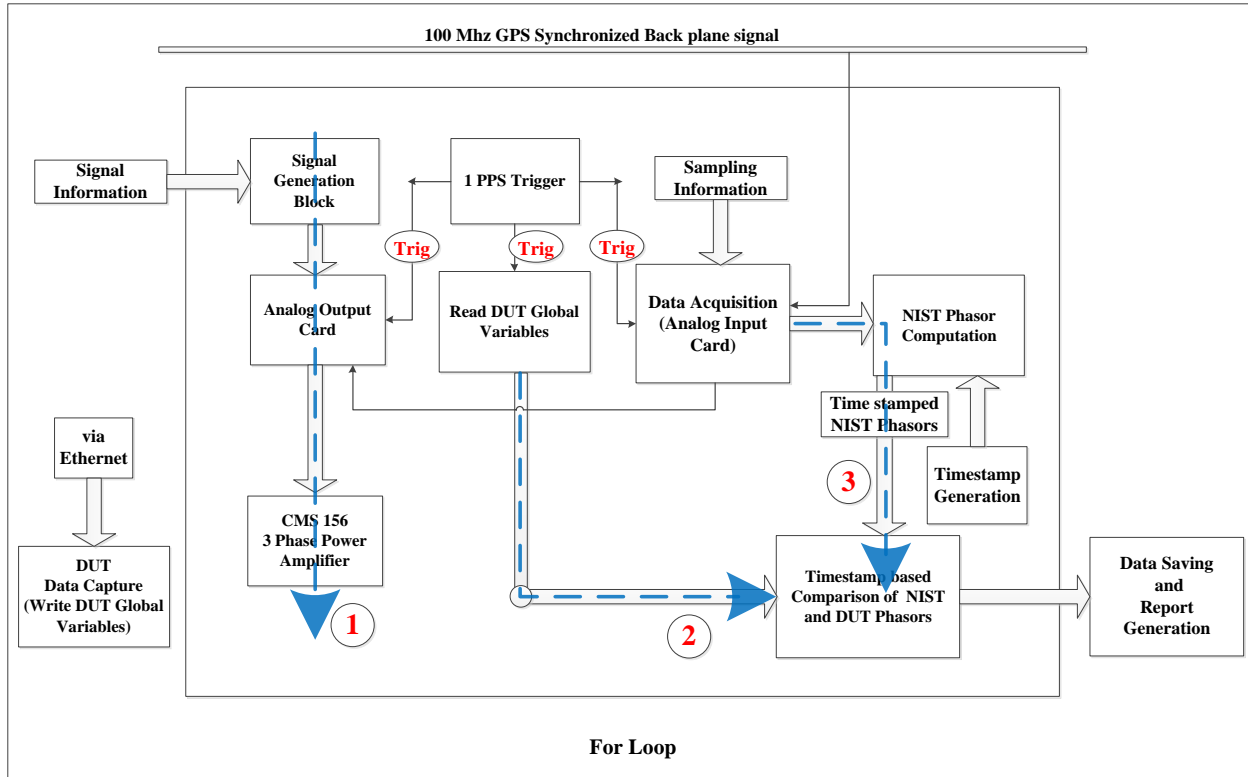 100 Mhz GPS Synchronized Back plane signal
Signal
Information
Signal
Generation
Block
1 PPS Trigger
Sampling
Information
Trig
Trig
Trig
Analog Output
Card
Read DUT Global
Variables
Data Acquisition
(Analog Input
Card)
NIST Phasor
Computation
Time stamped
NIST Phasors
via
Ethernet
Timestamp
Generation
3
CMS 156
3 Phase Power
Amplifier
DUT
Data Capture
(Write DUT Global
Variables)
1
2
Timestamp based
Comparison of NIST
and DUT Phasors
Data Saving
and
Report
Generation
For Loop